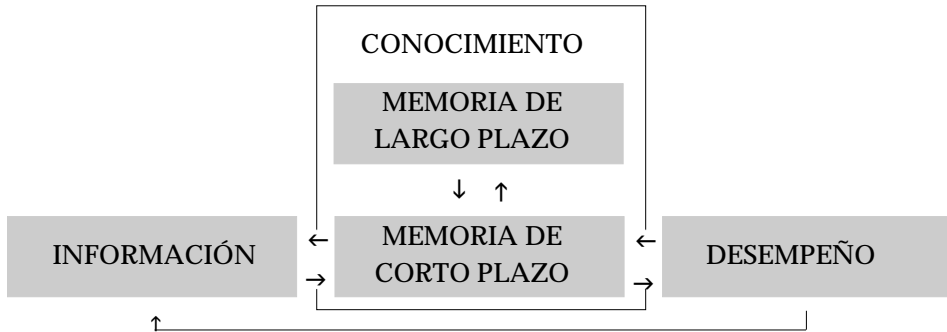 CONOCIMIENTO
MEMORIA DE
LARGO PLAZO
↓ ↑
INFORMACIÓN
← →
MEMORIA DE
CORTO PLAZO
← →
DESEMPEÑO
↑